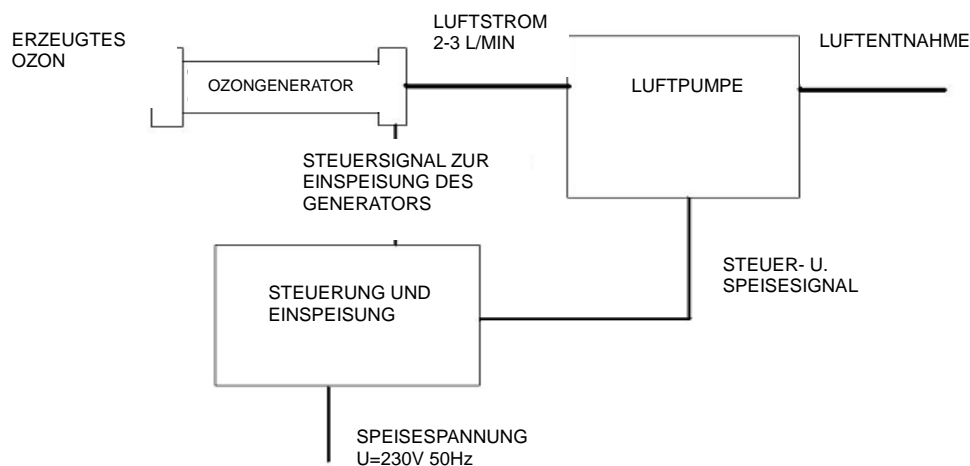 ERZEUGTES
OZON
LUFTSTROM
2-3 L/MIN
LUFTENTNAHME
OZONGENERATOR
LUFTPUMPE
STEUERSIGNAL ZUR
EINSPEISUNG DES
GENERATORS
STEUER- U.
SPEISESIGNAL
STEUERUNG UND
EINSPEISUNG
SPEISESPANNUNG
U=230V 50Hz